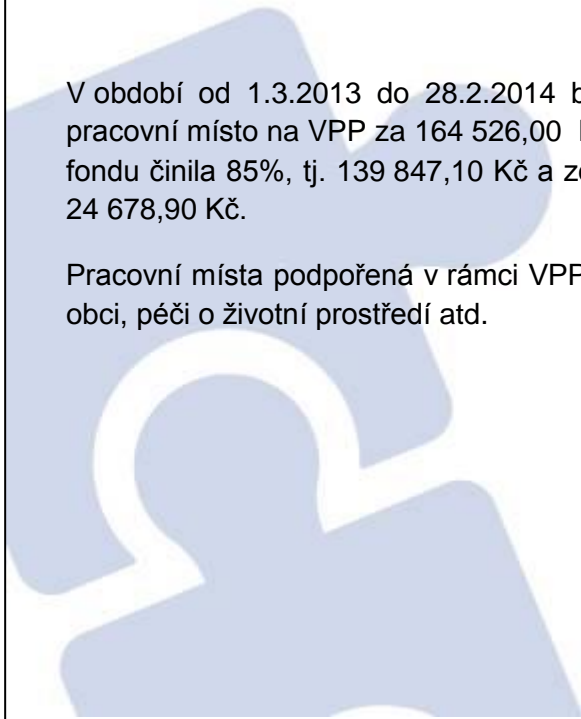 V období od 1.3.2013 do 28.2.2014 b
pracovní místo na VPP za 164 526,00
fondu činila 85%, tj. 139 847,10 Kč a z
24 678,90 Kč.
Pracovní místa podpořená v rámci VPP
obci, péči o životní prostředí atd.